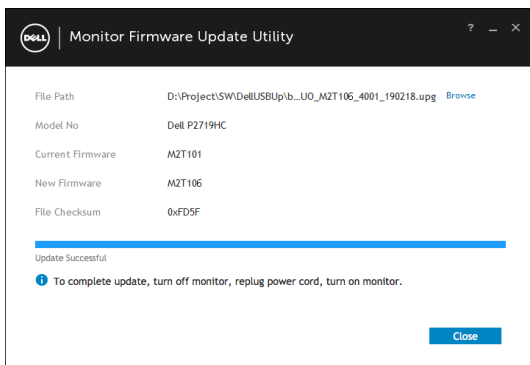 DELL Monitor Firmware Update Utility ? _ ×
File Path D:\Project\SW\DellUSBUp\b...UO_M2T106_4001_190218.upg Browse
Model No Dell P2719HC
Current Firmware M2T101
New Firmware M2T106
File Checksum 0xFD5F
Update Successful
To complete update, turn off monitor, replug power cord, turn on monitor.
Close